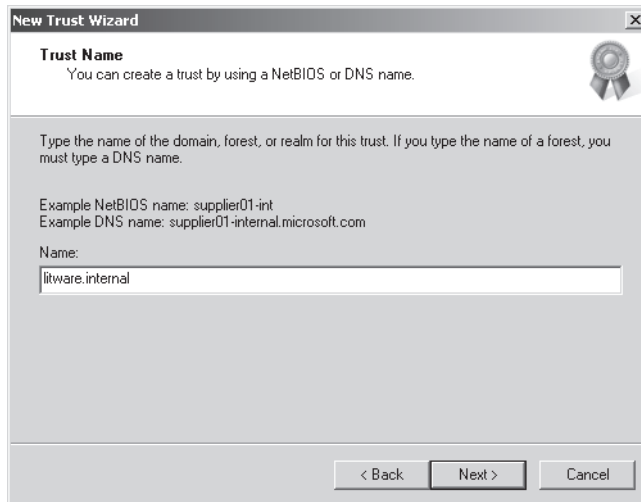 New Trust Wizard
Trust Name
You can create a trust by using a NetBIOS or DNS name.
Type the name of the domain, forest, or realm for this trust. If you type the name of a forest, you
must type a DNS name.
Example NetBIOS name: supplier01-int
Example DNS name: supplier01-internal.microsoft.com
Name:
litware.internal
< Back
Next >
Cancel